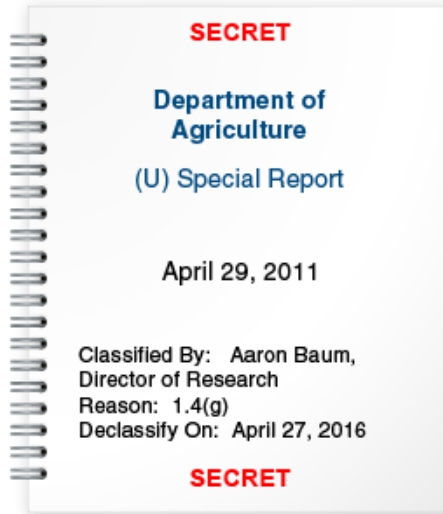 SECRET
Department of
Agriculture
(U) Special Report
April 29, 2011
Classified By: Aaron Baum,
Director of Research
Reason: 1.4(g)
Declassify On: April 27, 2016
SECRET